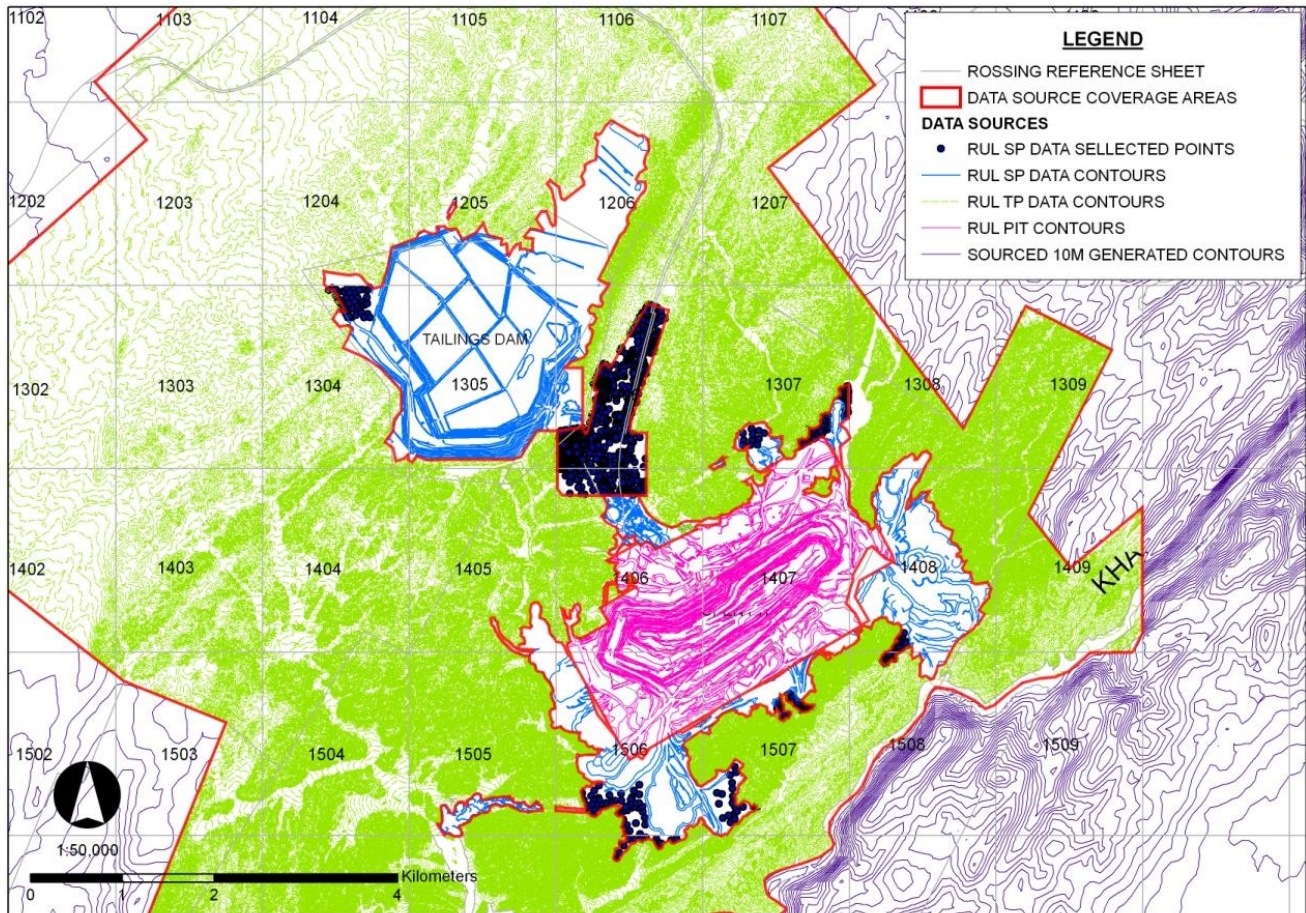 1102
1103
1104
1105
1106
1107
LEGEND
ROSSING REFERENCE SHEET
DATA SOURCE COVERAGE AREAS
DATA SOURCES
RUL SP DATA SELLECTED POINTS
RUL SP DATA CONTOURS
RUL TP DATA CONTOURS
RUL PIT CONTOURS
SOURCED 10M GENERATED CONTOURS
1202
1203
1204
1205
1206
1207
TAILINGS DAM
1302
1303
1304
1305
1307
1308
1309
1402
1403
1404
1405
1406
1407
1408
1409
KHA
1502
1503
1504
1505
1506
1507
1508
1509
1:50,000
Kilometers
0 1 2 4